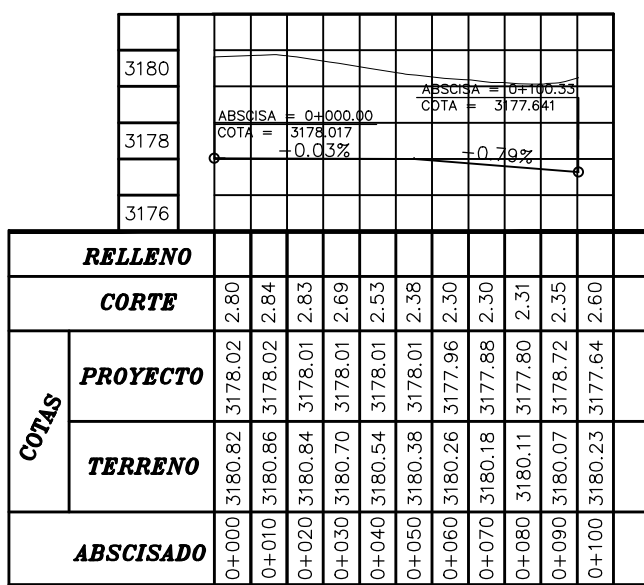 3180
ABSCISA = 0+100.33
COTA = 3177.641
ABSCISA = 0+000.00
COTA = 3178.017
3178
-0.03%
-0.79%
3176
RELLENO
CORTE 2.80 2.84 2.83 2.69 2.53 2.38 2.30 2.30 2.31 2.35 2.60
COTAS
PROYECTO 3178.02 3178.02 3178.01 3178.01 3178.01 3178.01 3177.96 3177.88 3177.80 3178.72 3177.64
TERRENO 3180.82 3180.86 3180.84 3180.70 3180.54 3180.38 3180.26 3180.18 3180.11 3180.07 3180.23
ABSCISADO 0+000 0+010 0+020 0+030 0+040 0+050 0+060 0+070 0+080 0+090 0+100